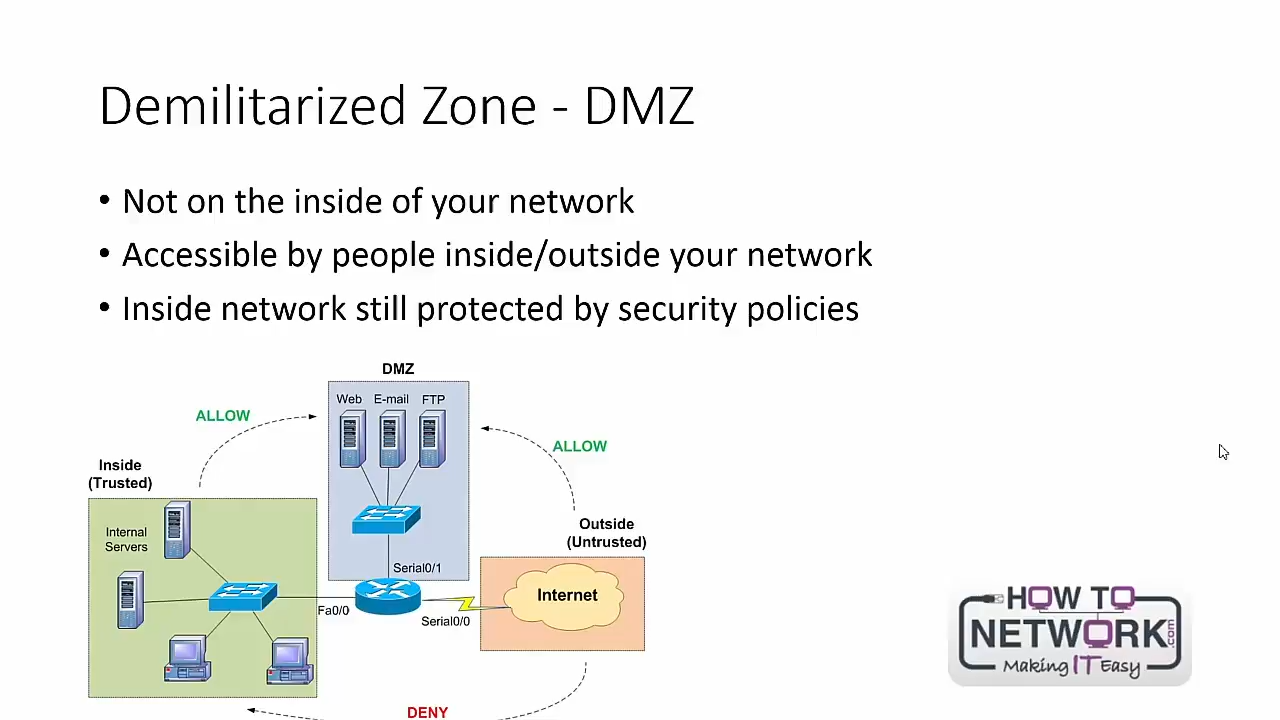 Demilitarized Zone - DMZ
• Not on the inside of your network
• Accessible by people inside/outside your network
• Inside network still protected by security policies
DMZ
Web E-mail FTP
ALLOW
ALLOW
Inside
(Trusted)
Internal
Servers
Outside
(Untrusted)
Serial0/1
Internet
Fa0/0
Serial0/0
DENY
HOW TO
NETWORK.com
Making IT Easy